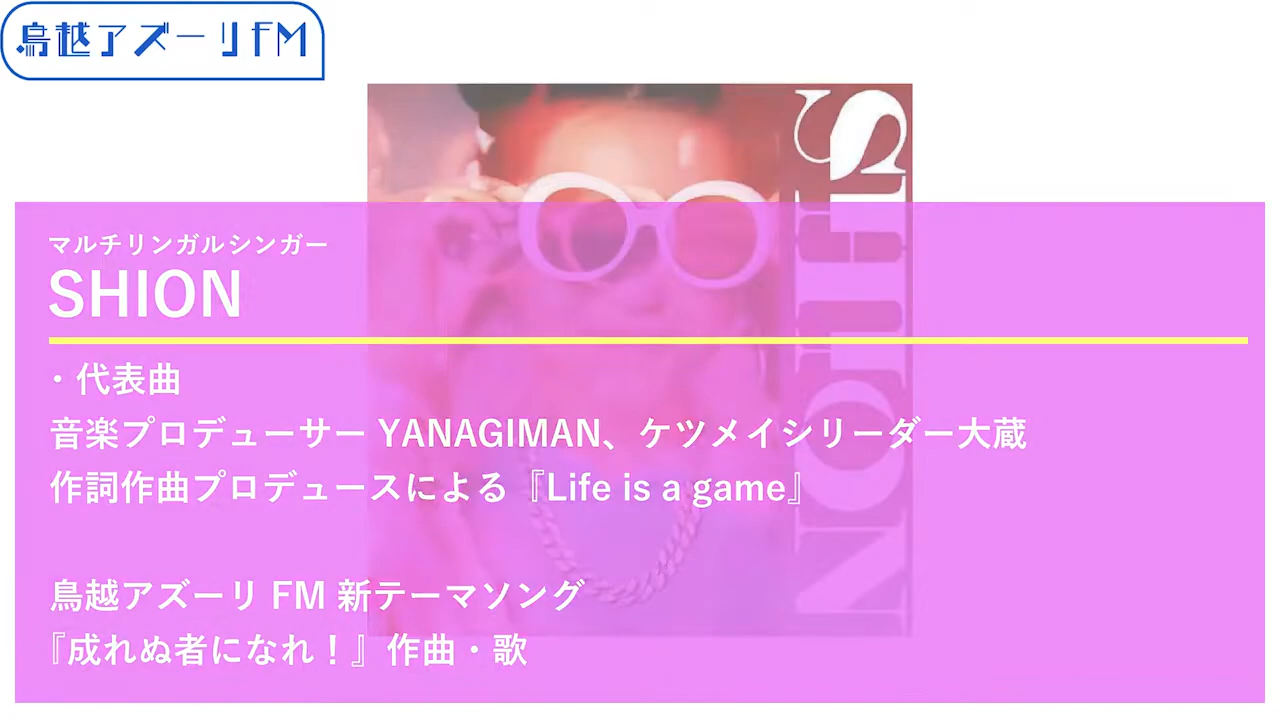 鳥越アズーリFM
SHION
マルチリンガルシンガー
SHION
・代表曲
音楽プロデューサー YANAGIMAN、ケツメイシリーダー大蔵
作詞作曲プロデュースによる『Life is a game』
鳥越アズーリ FM 新テーマソング
『成れぬ者になれ！』作曲・歌